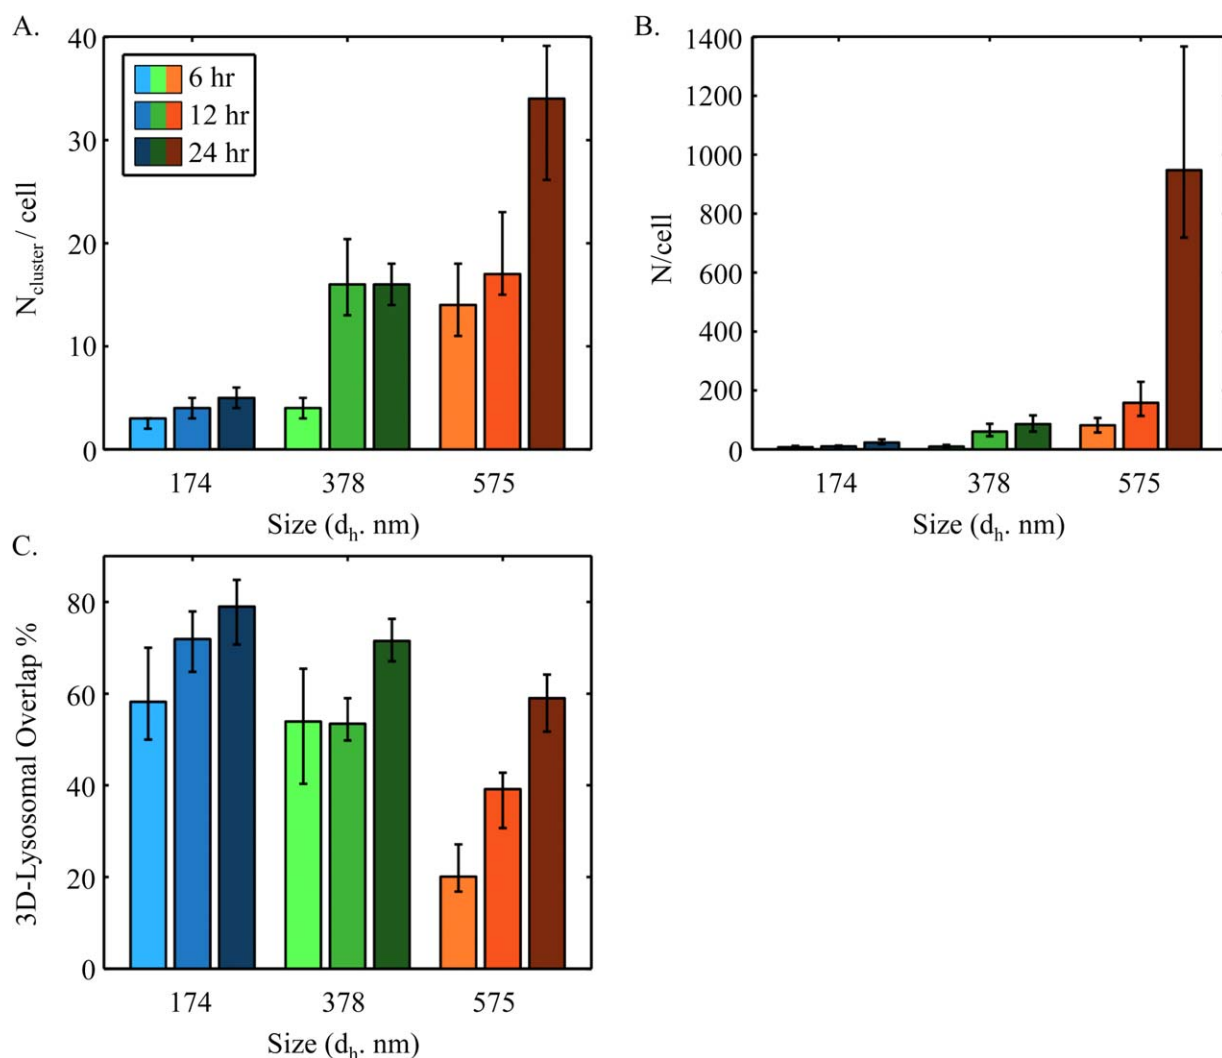 A.
N_cluster / cell
40
30
20
10
0
6 hr
12 hr
24 hr
174
378
575
Size (d_h. nm)
B.
N/cell
1400
1200
1000
800
600
400
200
0
174
378
575
Size (d_h. nm)
C.
3D-Lysosomal Overlap %
80
60
40
20
0
174
378
575
Size (d_h. nm)